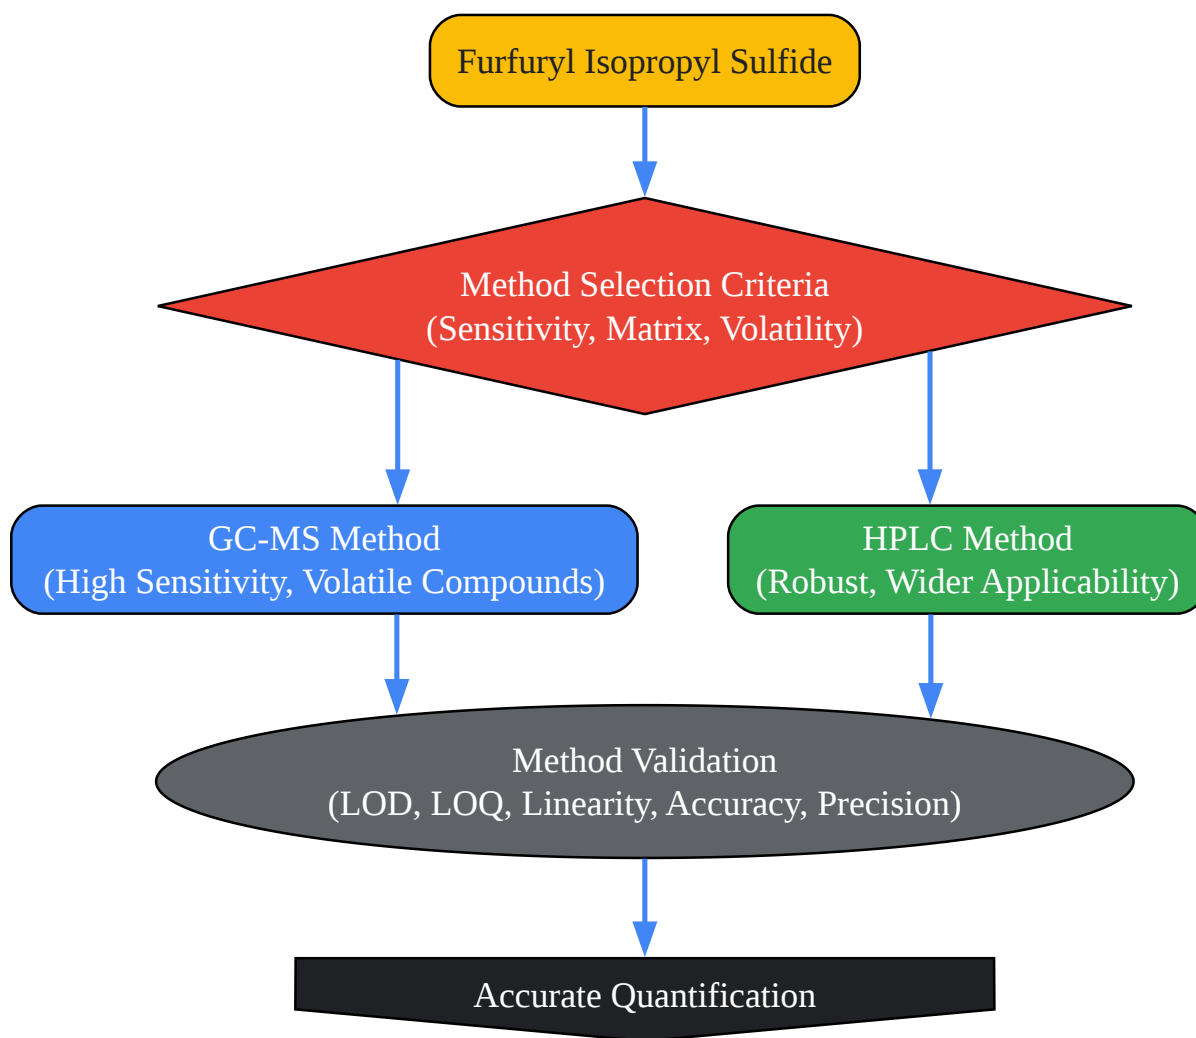 Furfuryl Isopropyl Sulfide
Method Selection Criteria
(Sensitivity, Matrix, Volatility)
GC-MS Method
(High Sensitivity, Volatile Compounds)
HPLC Method
(Robust, Wider Applicability)
Method Validation
(LOD, LOQ, Linearity, Accuracy, Precision)
Accurate Quantification